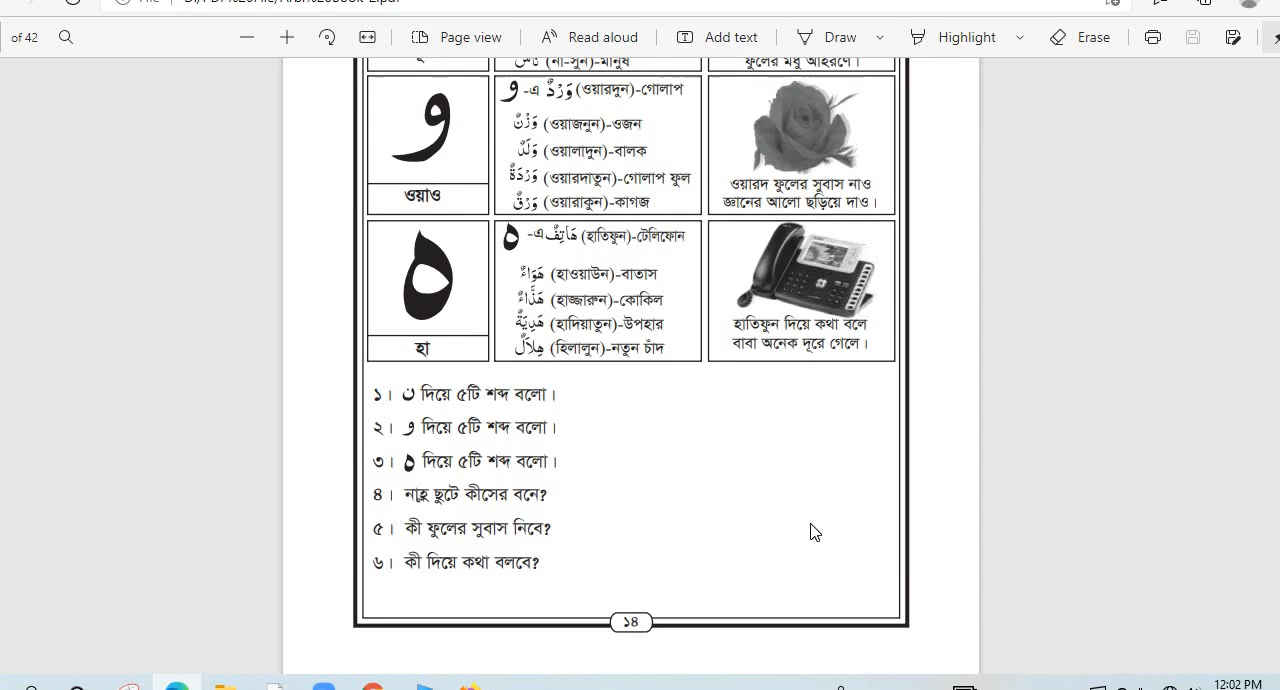 of 42
Page view
Read aloud
Add text
Draw
Highlight
Erase
(না-সুন)-মানুষ
ফুলের মধু আহরণে।
و
ওয়াও
و -এ وَرْدٌ (ওয়ারদুন)-গোলাপ
وَزْنٌ (ওয়াজনুন)-ওজন
وَلَدٌ (ওয়ালাদুন)-বালক
وَرْدَةٌ (ওয়ারদাতুন)-গোলাপ ফুল
وَرْقٌ (ওয়ারাকুন)-কাগজ
ওয়ারদ ফুলের সুবাস নাও
জ্ঞানের আলো ছড়িয়ে দাও।
ه
হা
ه -এ هَاتِفٌ (হাতিফুন)-টেলিফোন
هَوَاءٌ (হাওয়াউন)-বাতাস
هَذَّاءٌ (হাজ্জারুন)-কোকিল
هَدِيَةٌ (হাদিয়াতুন)-উপহার
هِلَالٌ (হিলালুন)-নতুন চাঁদ
হাতিফুন দিয়ে কথা বলে
বাবা অনেক দূরে গেলে।
১। ن দিয়ে ৫টি শব্দ বলো।
২। و দিয়ে ৫টি শব্দ বলো।
৩। ه দিয়ে ৫টি শব্দ বলো।
৪। নাহু ছুটে কীসের বনে?
৫। কী ফুলের সুবাস নিবে?
৬। কী দিয়ে কথা বলবে?
১৪
12:02 PM